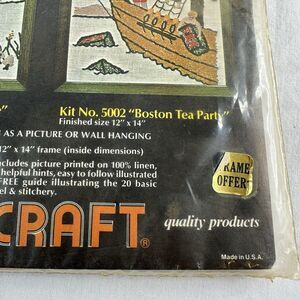 Kit No. 5002 "Boston Tea Party"
Finished size 12" x 14"
AS A PICTURE OR WALL HANGING
12" x 14" frame (inside dimensions)
includes picture printed on 100% linen,
helpful hints, easy to follow illustrated
FREE guide illustrating the 20 basic
el & stitchery.
FRAME
OFFER
CRAFT ®
quality products
Made in U.S.A.